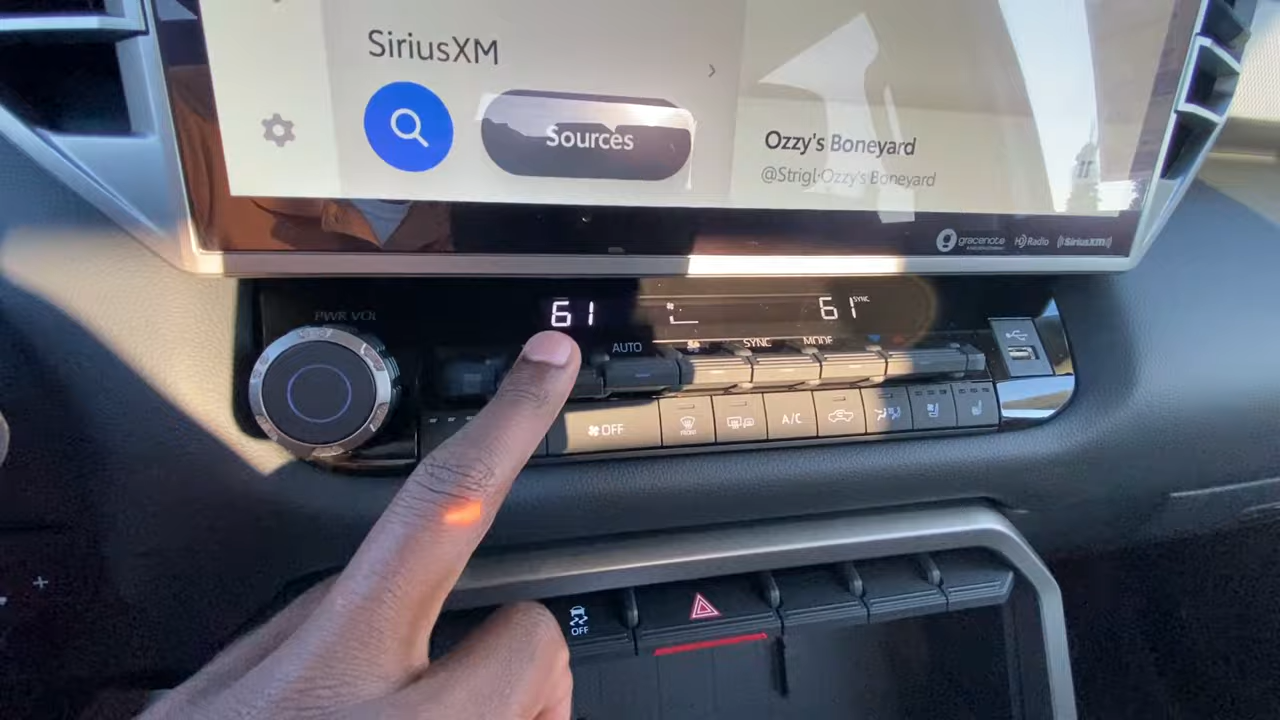 SiriusXM
Sources
Ozzy's Boneyard
@Strigl·Ozzy's Boneyard
gracenote
HD Radio
SiriusXM
PWR VOL
61
61
SYNC
AUTO
SYNC
MODE
OFF
FRONT
A/C
OFF